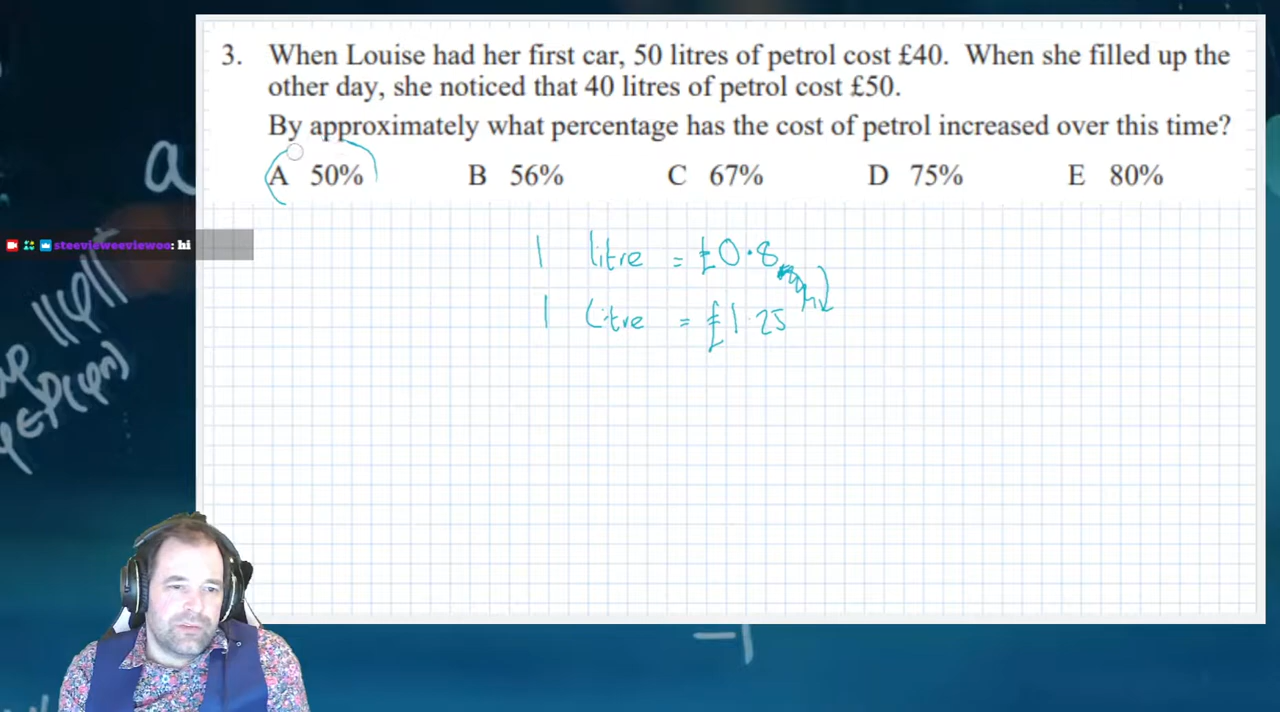 3. When Louise had her first car, 50 litres of petrol cost £40. When she filled up the
other day, she noticed that 40 litres of petrol cost £50.
By approximately what percentage has the cost of petrol increased over this time?
A 50% B 56% C 67% D 75% E 80%
a
steevieweeviewoo: hi
1 litre = £0.8
1 litre = £1.25
||φ||
-1